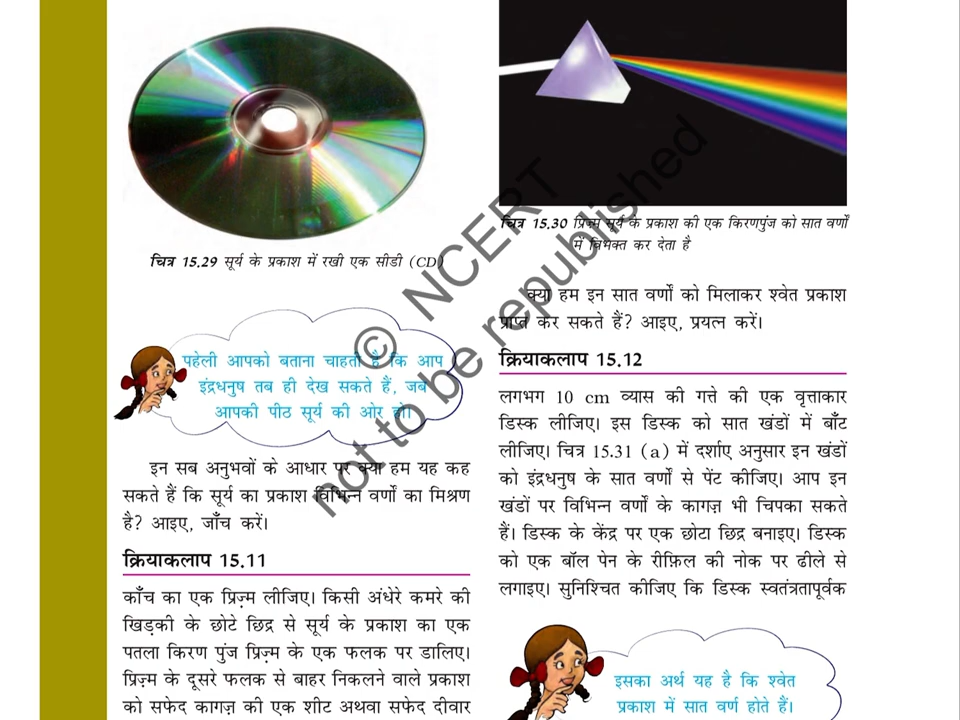 चित्र 15.29 सूर्य के प्रकाश में रखी एक सीडी (CD)
पहेली आपको बताना चाहती है कि आप
इंद्रधनुष तब ही देख सकते हैं, जब
आपकी पीठ सूर्य की ओर हो।
इन सब अनुभवों के आधार पर क्या हम यह कह
सकते हैं कि सूर्य का प्रकाश विभिन्न वर्णों का मिश्रण
है? आइए, जाँच करें।
क्रियाकलाप 15.11
काँच का एक प्रिज़्म लीजिए। किसी अंधेरे कमरे की
खिड़की के छोटे छिद्र से सूर्य के प्रकाश का एक
पतला किरण पुंज प्रिज़्म के एक फलक पर डालिए।
प्रिज़्म के दूसरे फलक से बाहर निकलने वाले प्रकाश
को सफेद कागज़ की एक शीट अथवा सफेद दीवार
चित्र 15.30 प्रिज़्म सूर्य के प्रकाश की एक किरणपुंज को सात वर्णों
में विभक्त कर देता है
क्या हम इन सात वर्णों को मिलाकर श्वेत प्रकाश
प्राप्त कर सकते हैं? आइए, प्रयत्न करें।
क्रियाकलाप 15.12
लगभग 10 cm व्यास की गत्ते की एक वृत्ताकार
डिस्क लीजिए। इस डिस्क को सात खंडों में बाँट
लीजिए। चित्र 15.31 (a) में दर्शाए अनुसार इन खंडों
को इंद्रधनुष के सात वर्णों से पेंट कीजिए। आप इन
खंडों पर विभिन्न वर्णों के कागज़ भी चिपका सकते
हैं। डिस्क के केंद्र पर एक छोटा छिद्र बनाइए। डिस्क
को एक बॉल पेन के रीफ़िल की नोक पर ढीले से
लगाइए। सुनिश्चित कीजिए कि डिस्क स्वतंत्रतापूर्वक
इसका अर्थ यह है कि श्वेत
प्रकाश में सात वर्ण होते हैं।
© NCERT
not to be republished